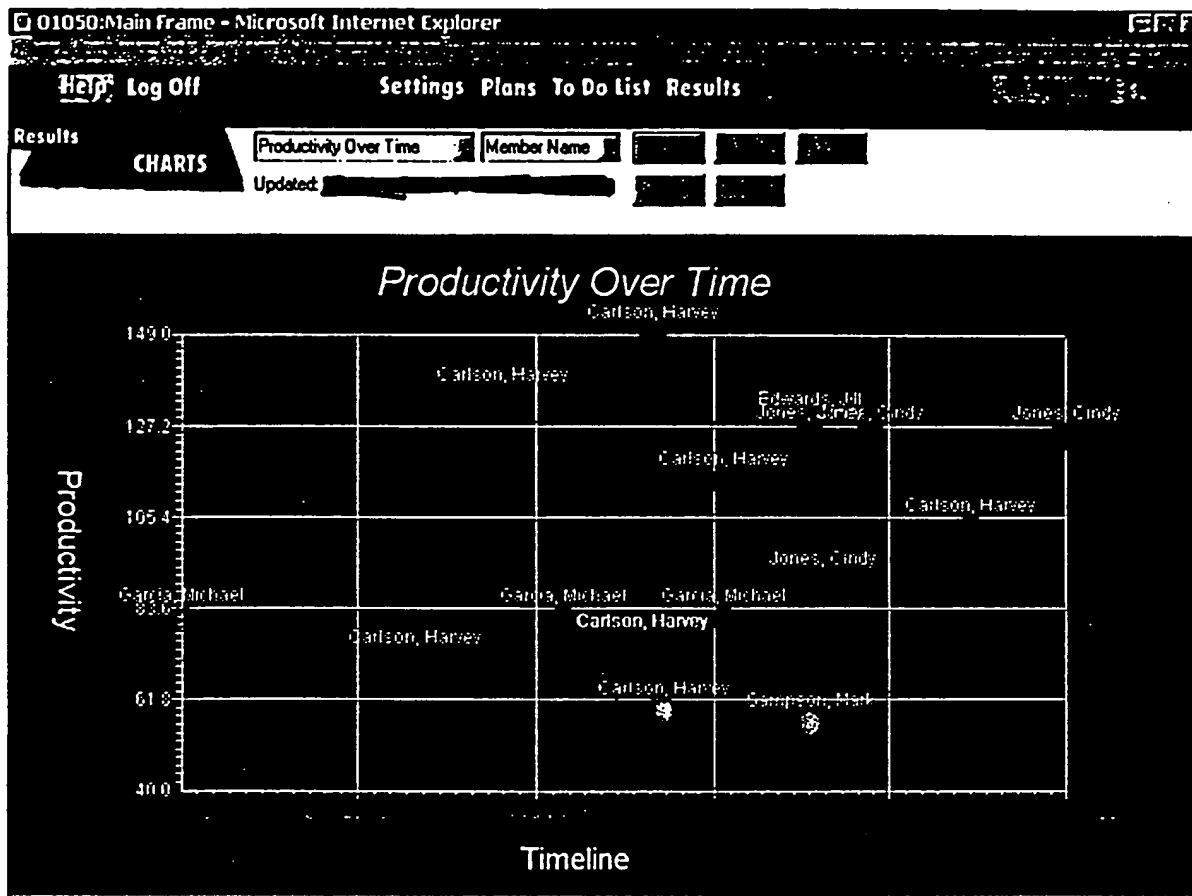 01050:Main Frame - Microsoft Internet Explorer
Help Log Off Settings Plans To Do List Results
Results
CHARTS
Productivity Over Time Member Name
Updated:
Productivity Over Time
Carlson, Harvey
149.0
Carlson, Harvey
Edwards, Jill
Jones, Jones, Cindy Jones, Cindy
127.2
Carlson, Harvey
105.4
Carlson, Harvey
Jones, Cindy
Productivity
Garcia, Michael Garcia, Michael Garcia, Michael
83.6
Carlson, Harvey
Carlson, Harvey
Carlson, Harvey
Sampson, Mark
61.8
40.0
Timeline